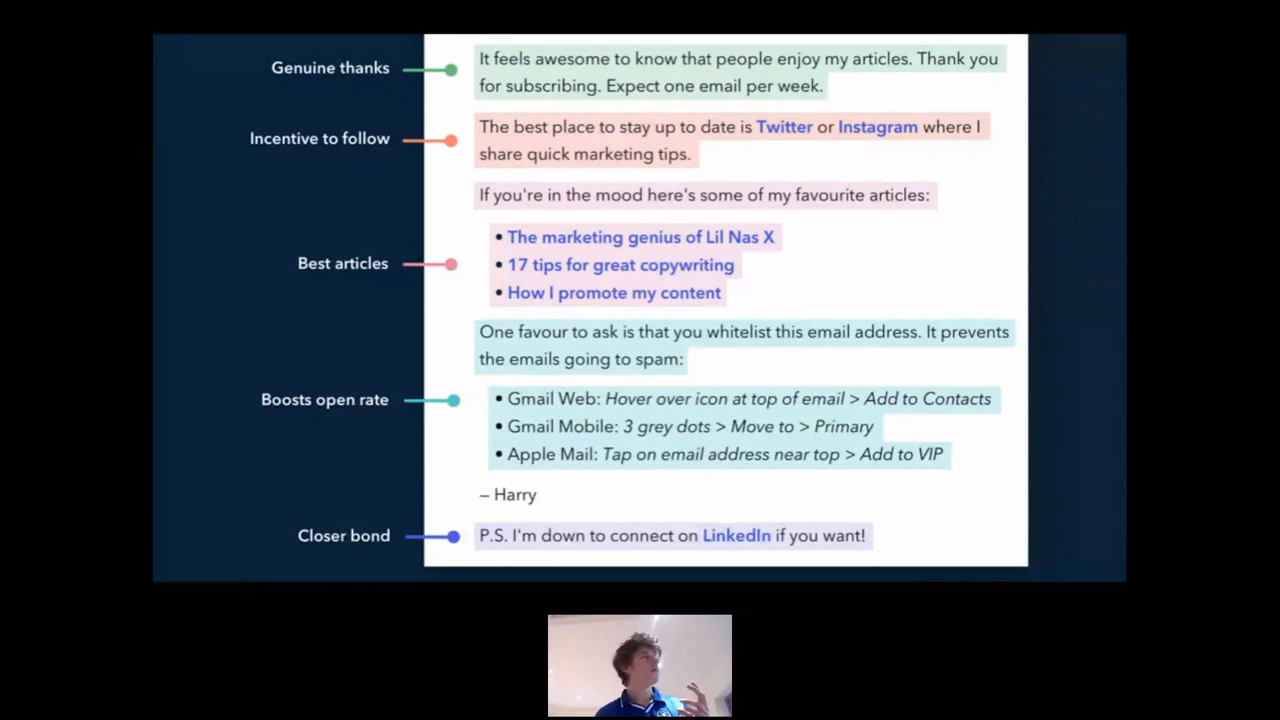 Genuine thanks
It feels awesome to know that people enjoy my articles. Thank you
for subscribing. Expect one email per week.
Incentive to follow
The best place to stay up to date is Twitter or Instagram where I
share quick marketing tips.
If you're in the mood here's some of my favourite articles:
Best articles
• The marketing genius of Lil Nas X
• 17 tips for great copywriting
• How I promote my content
One favour to ask is that you whitelist this email address. It prevents
the emails going to spam:
Boosts open rate
• Gmail Web: Hover over icon at top of email > Add to Contacts
• Gmail Mobile: 3 grey dots > Move to > Primary
• Apple Mail: Tap on email address near top > Add to VIP
– Harry
Closer bond
P.S. I'm down to connect on LinkedIn if you want!